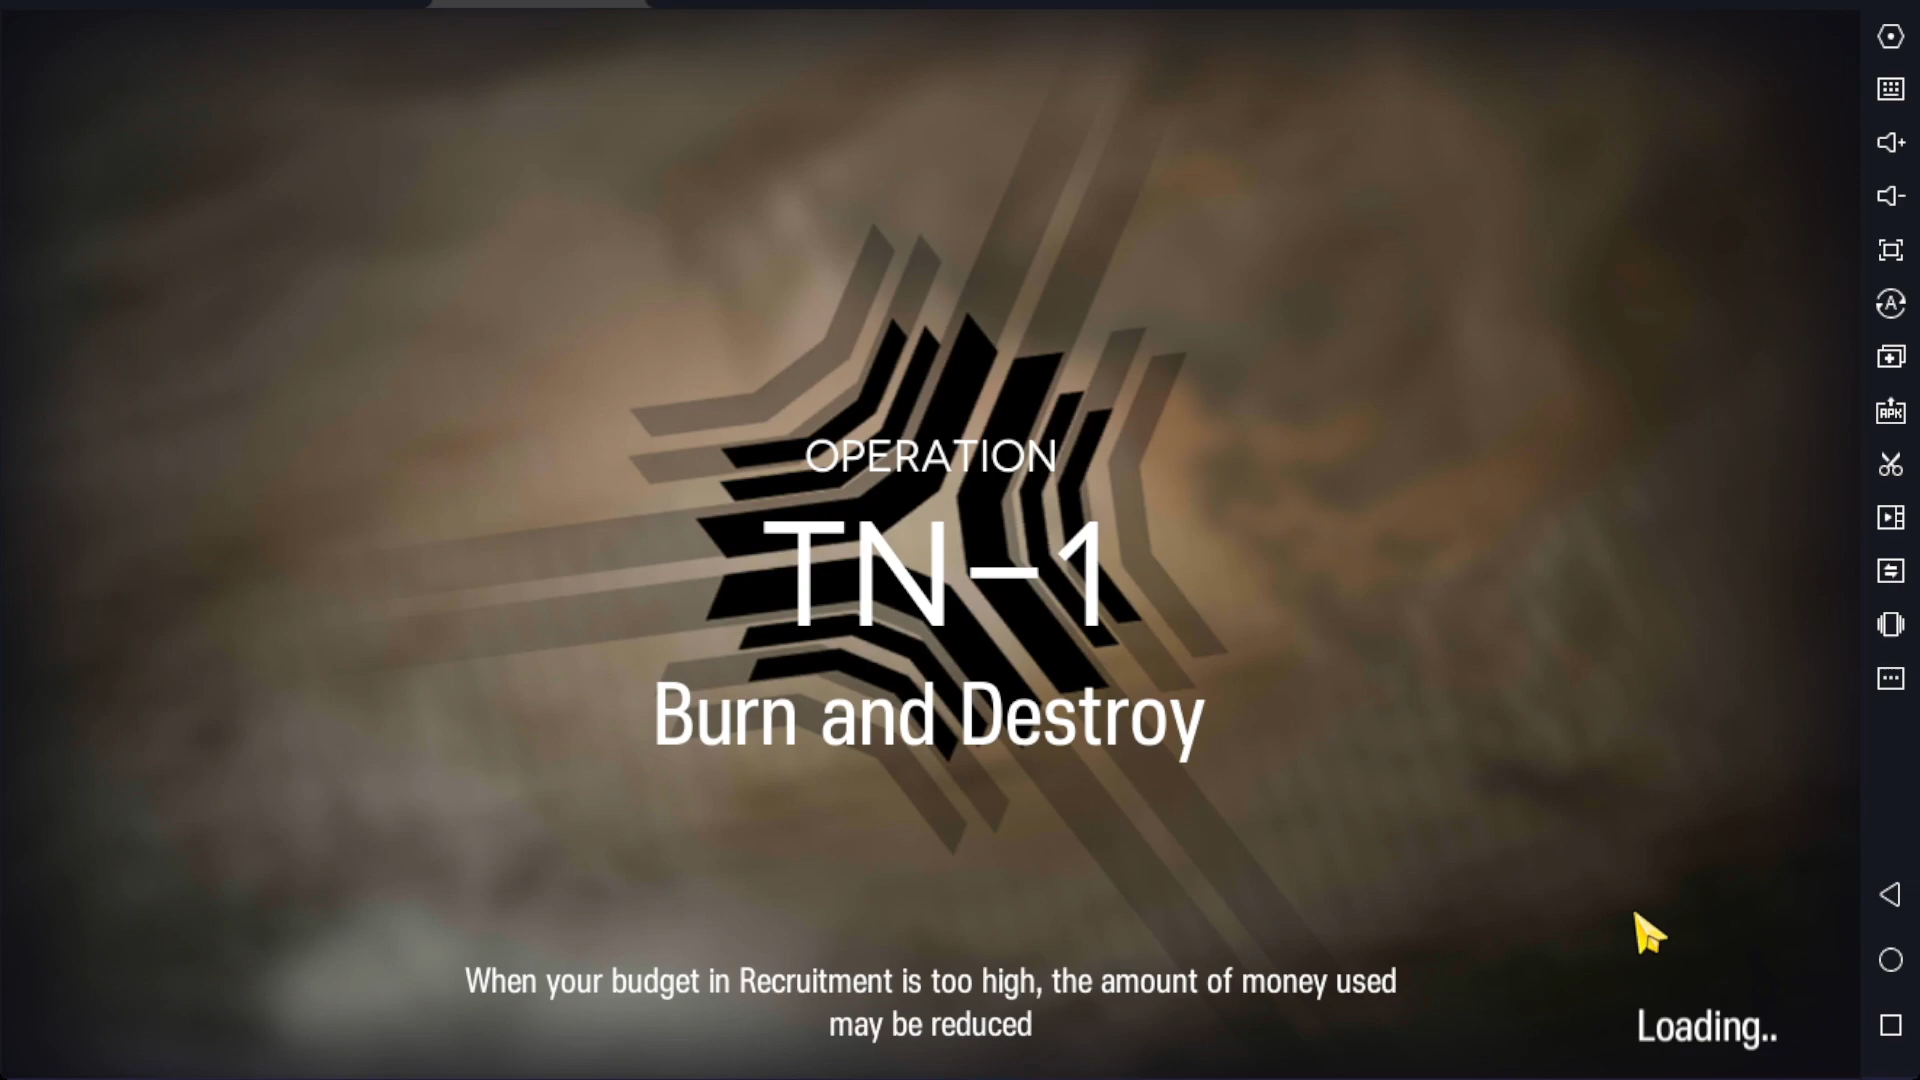 OPERATION
TN-1
Burn and Destroy
When your budget in Recruitment is too high, the amount of money used
may be reduced
Loading..
A
APK